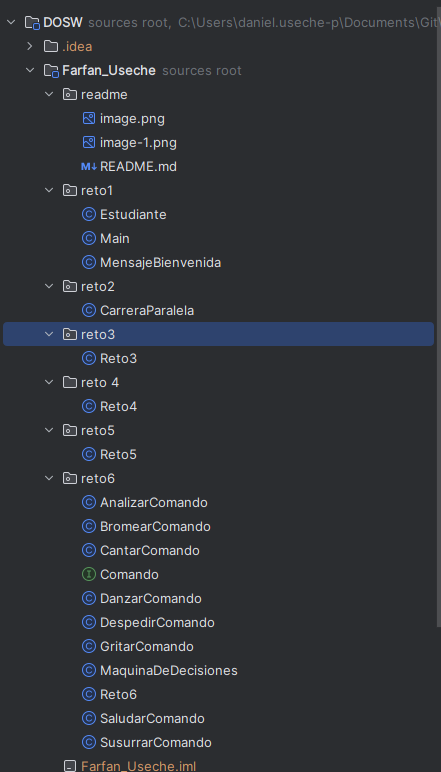 DOSW sources root, C:\Users\daniel.useche-p\Documents\Git
.idea
Farfan_Useche sources root
readme
image.png
image-1.png
M↓ README.md
reto1
C Estudiante
C Main
C MensajeBienvenida
reto2
C CarreraParalela
reto3
C Reto3
reto 4
C Reto4
reto5
C Reto5
reto6
C AnalizarComando
C BromearComando
C CantarComando
I Comando
C DanzarComando
C DespedirComando
C GritarComando
C MaquinaDeDecisiones
C Reto6
C SaludarComando
C SusurrarComando
Farfan_Useche.iml